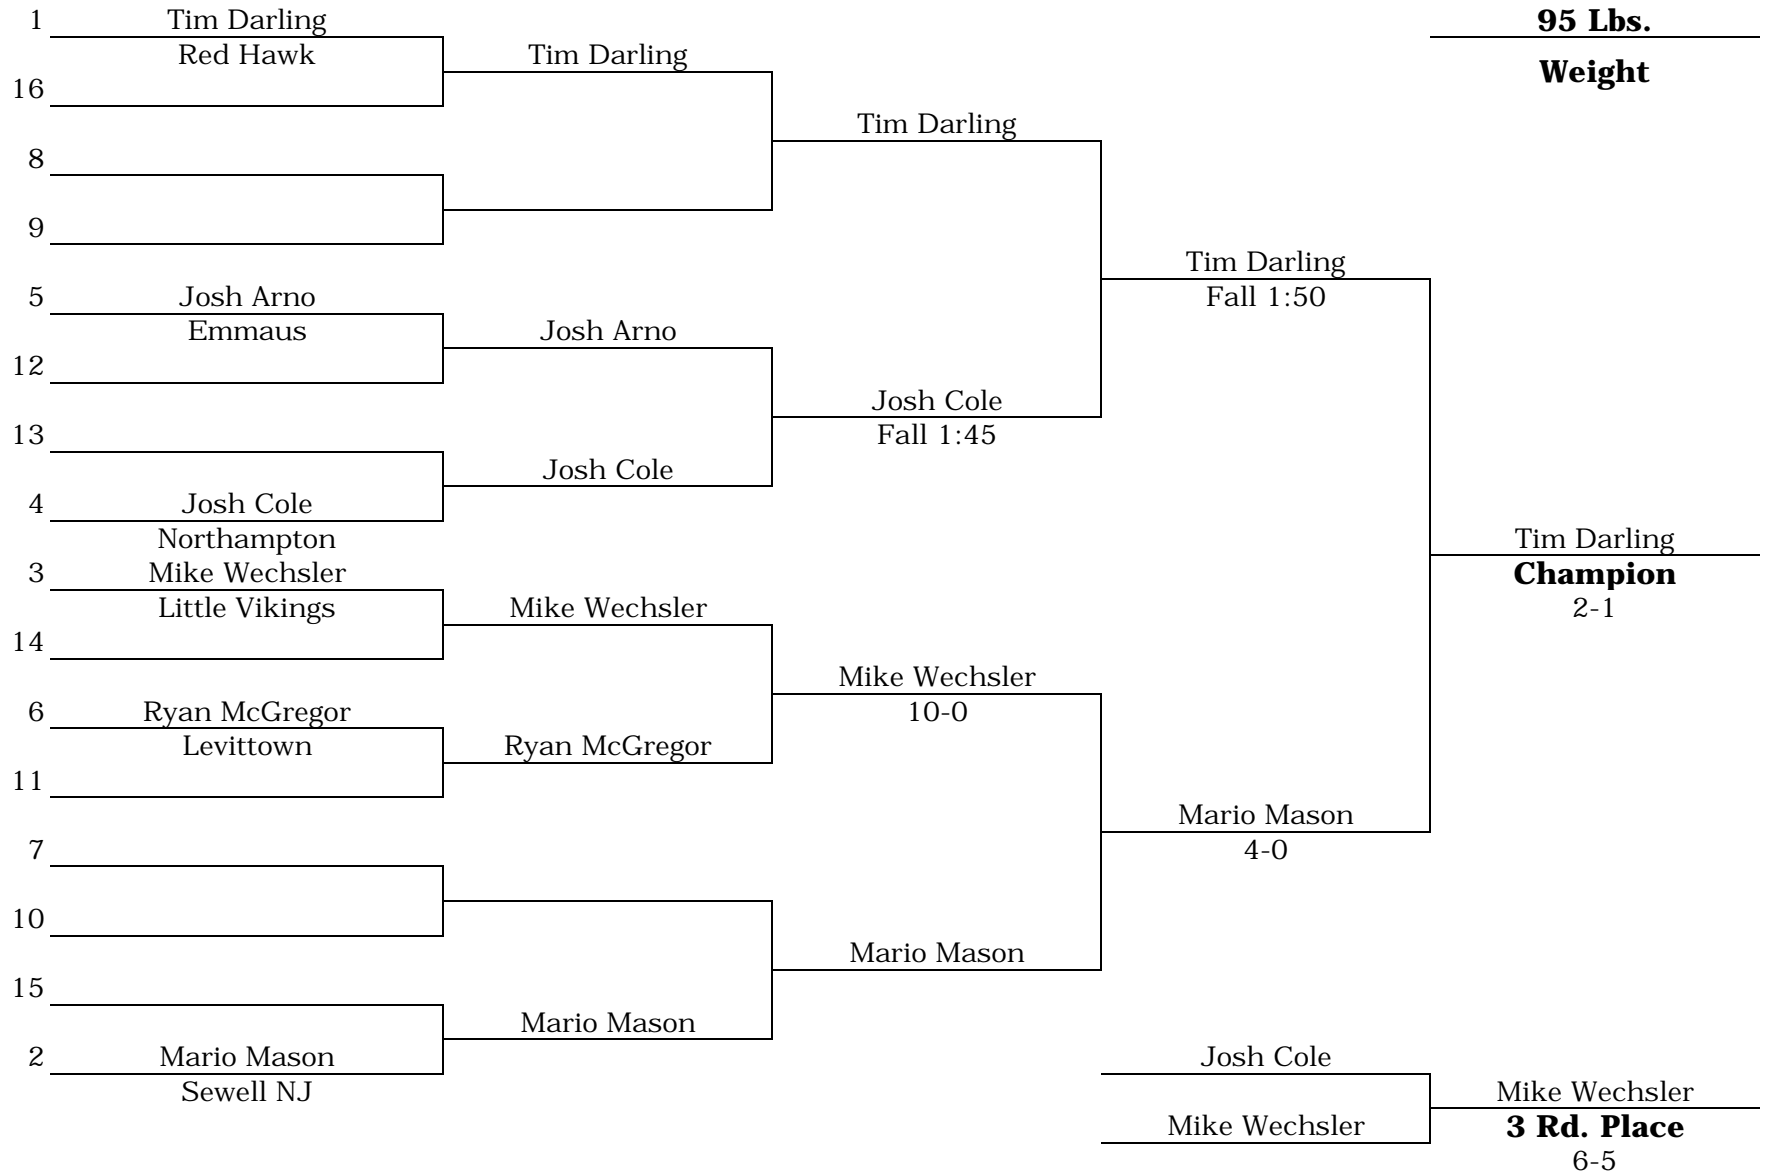 1 Tim Darling
Red Hawk
16
8
9
5 Josh Arno
Emmaus
12
13
4 Josh Cole
Northampton
3 Mike Wechsler
Little Vikings
14
6 Ryan McGregor
Levittown
11
7
10
15
2 Mario Mason
Sewell NJ
Tim Darling
Josh Arno
Josh Cole
Mike Wechsler
Ryan McGregor
Mario Mason
Tim Darling
Josh Cole
Fall 1:45
Mike Wechsler
10-0
Mario Mason
Tim Darling
Fall 1:50
Mario Mason
4-0
Josh Cole
Mike Wechsler
95 Lbs.
Weight
Tim Darling
Champion
2-1
Mike Wechsler
3 Rd. Place
6-5